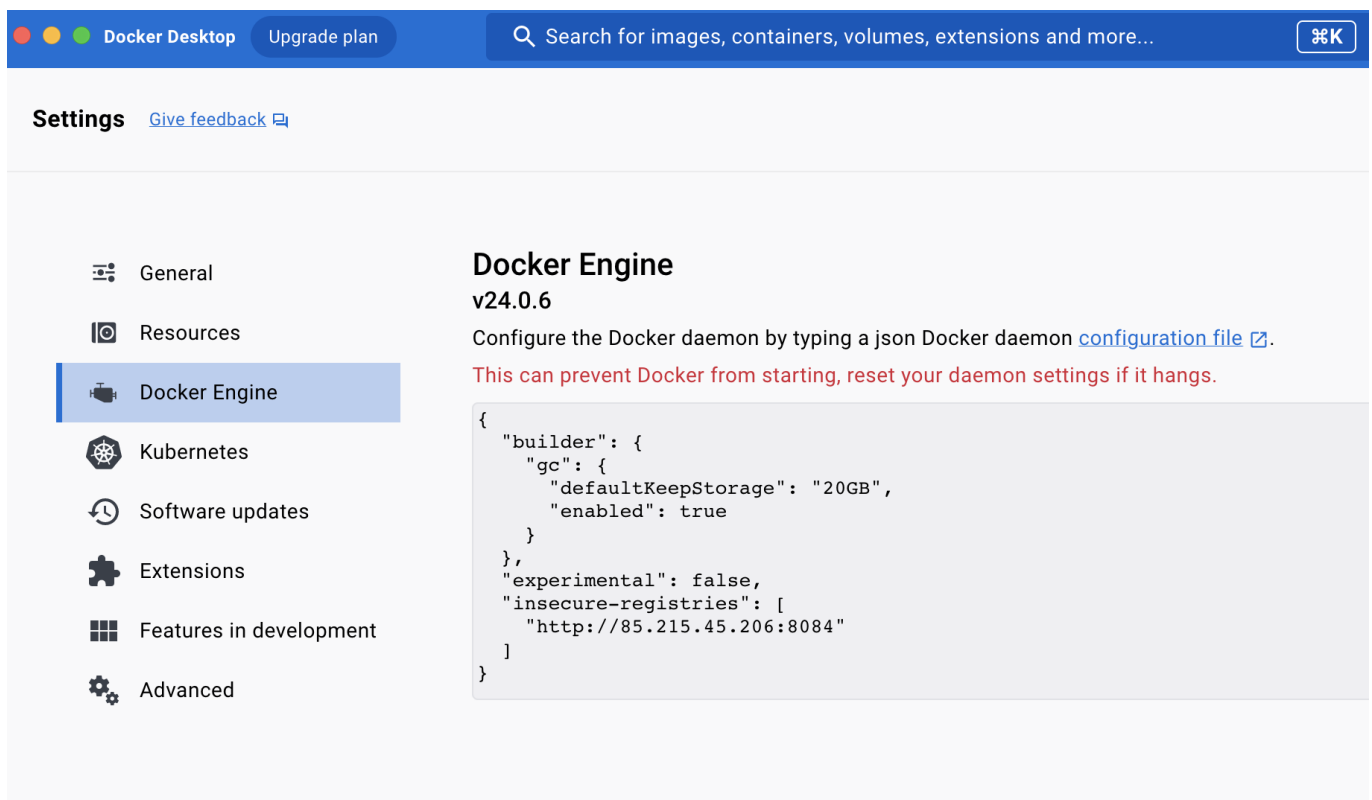 Docker Desktop Upgrade plan Search for images, containers, volumes, extensions and more... ⌘K
Settings Give feedback
General
Resources
Docker Engine
Kubernetes
Software updates
Extensions
Features in development
Advanced
Docker Engine
v24.0.6
Configure the Docker daemon by typing a json Docker daemon configuration file.
This can prevent Docker from starting, reset your daemon settings if it hangs.
{
  "builder": {
    "gc": {
      "defaultKeepStorage": "20GB",
      "enabled": true
    }
  },
  "experimental": false,
  "insecure-registries": [
    "http://85.215.45.206:8084"
  ]
}